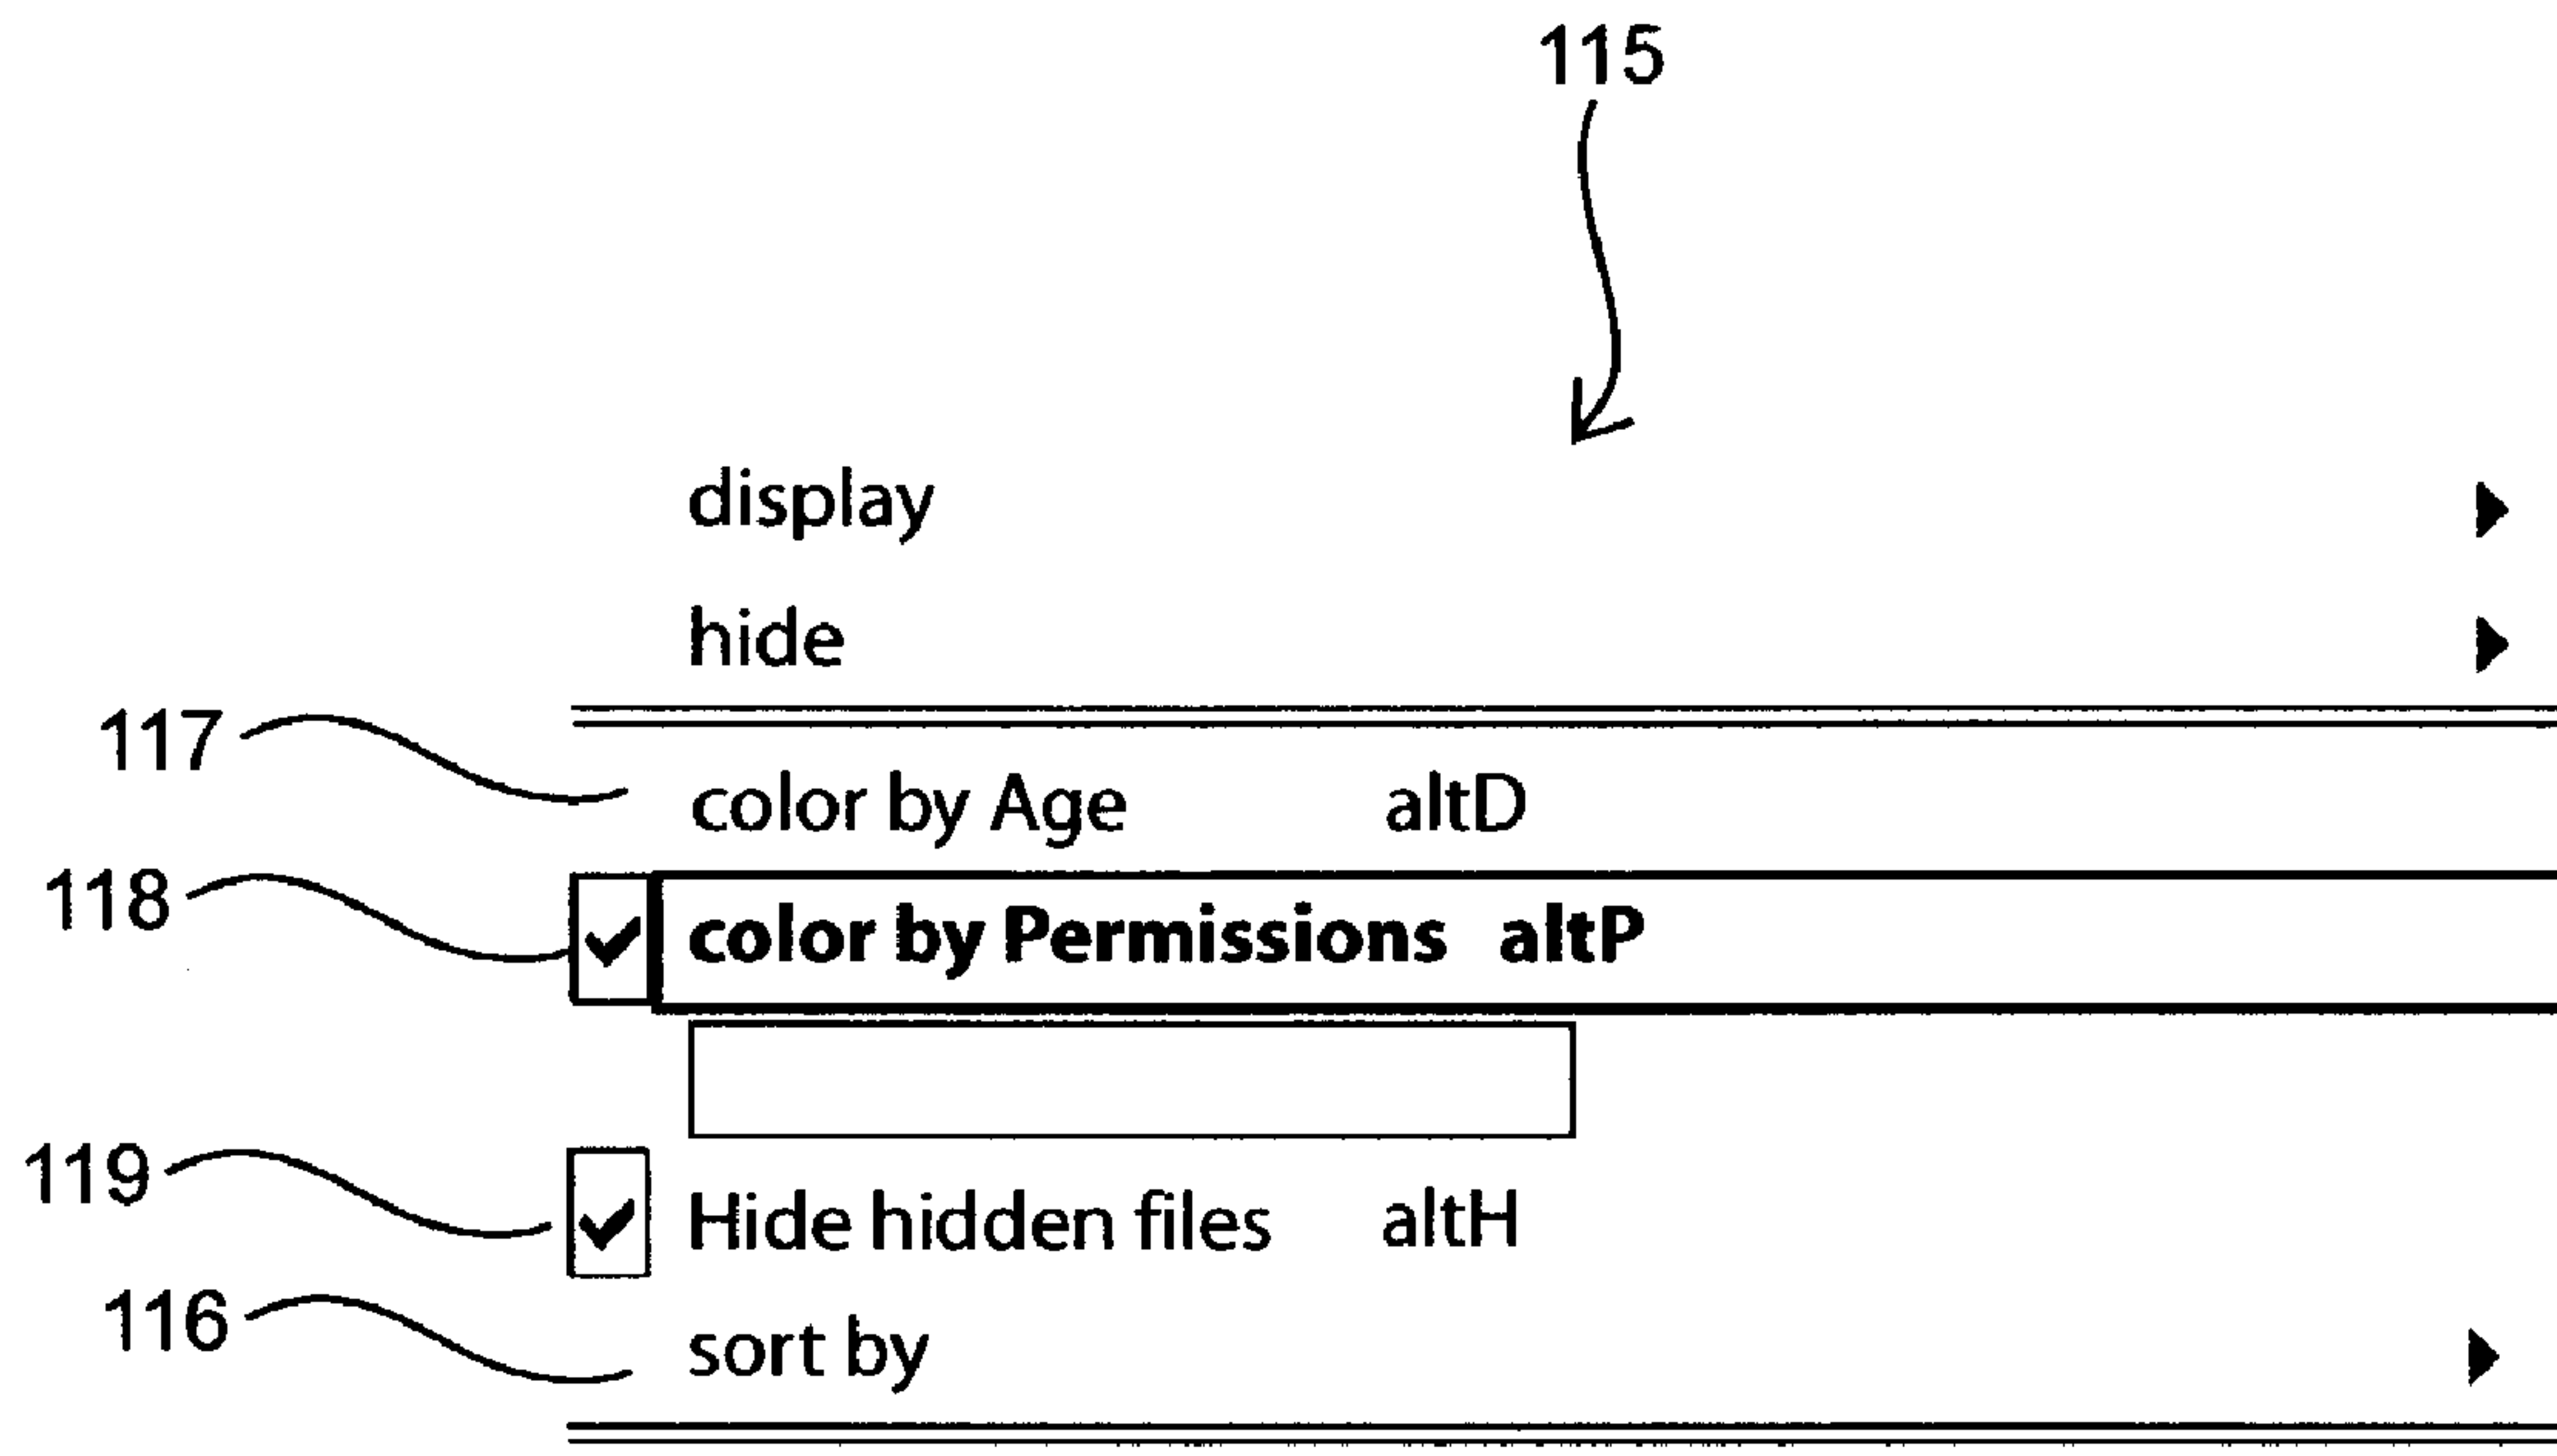 115
display
hide
117 color by Age altD
118 color by Permissions altP
119 Hide hidden files altH
116 sort by